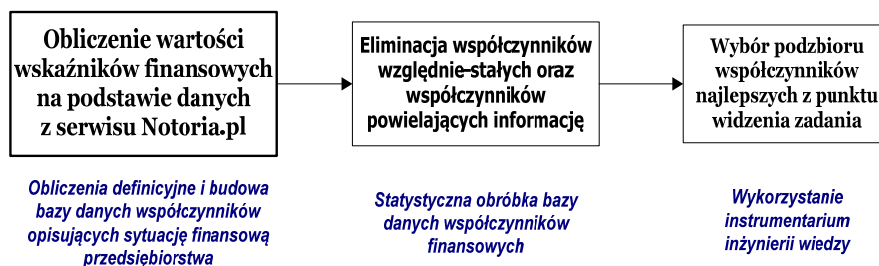 Obliczenie wartości
wskaźników finansowych
na podstawie danych
z serwisu Notoria.pl
Eliminacja współczynników
względnie-stałych oraz
współczynników
powielających informację
Wybór podzbioru
współczynników
najlepszych z punktu
widzenia zadania
Obliczenia definicyjne i budowa
bazy danych współczynników
opisujących sytuację finansową
przedsiębiorstwa
Statystyczna obróbka bazy
danych współczynników
finansowych
Wykorzystanie
instrumentarium
inżynierii wiedzy